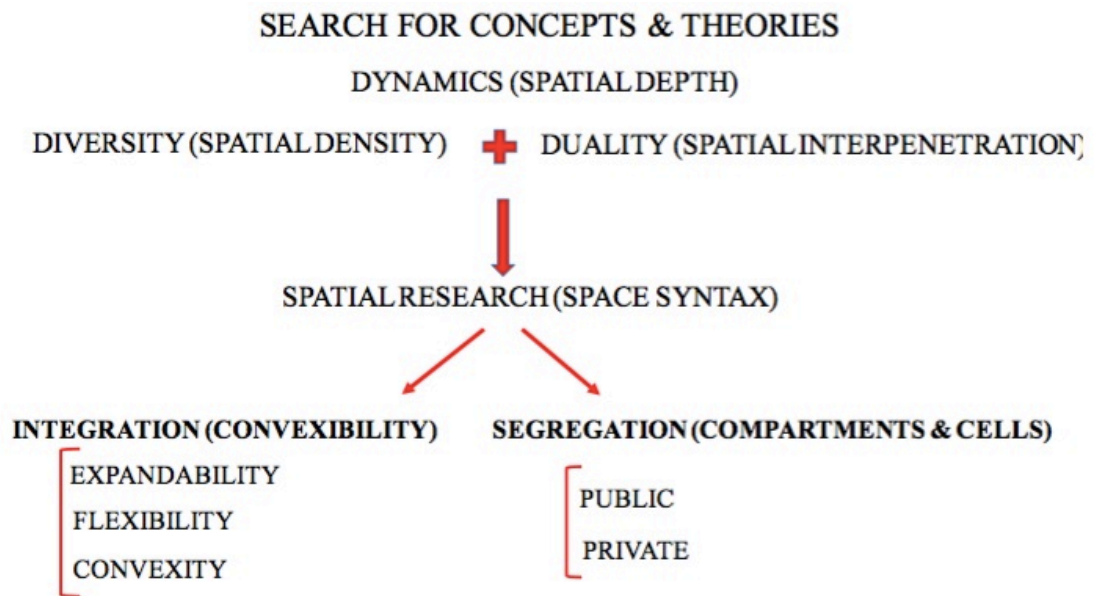 SEARCH FOR CONCEPTS & THEORIES
DYNAMICS (SPATIAL DEPTH)
DIVERSITY (SPATIAL DENSITY) DUALITY (SPATIAL INTERPENETRATION)
SPATIAL RESEARCH (SPACE SYNTAX)
INTEGRATION (CONVEXIBILITY) SEGREGATION (COMPARTMENTS & CELLS)
EXPANDABILITY
PUBLIC
FLEXIBILITY
PRIVATE
CONVEXITY